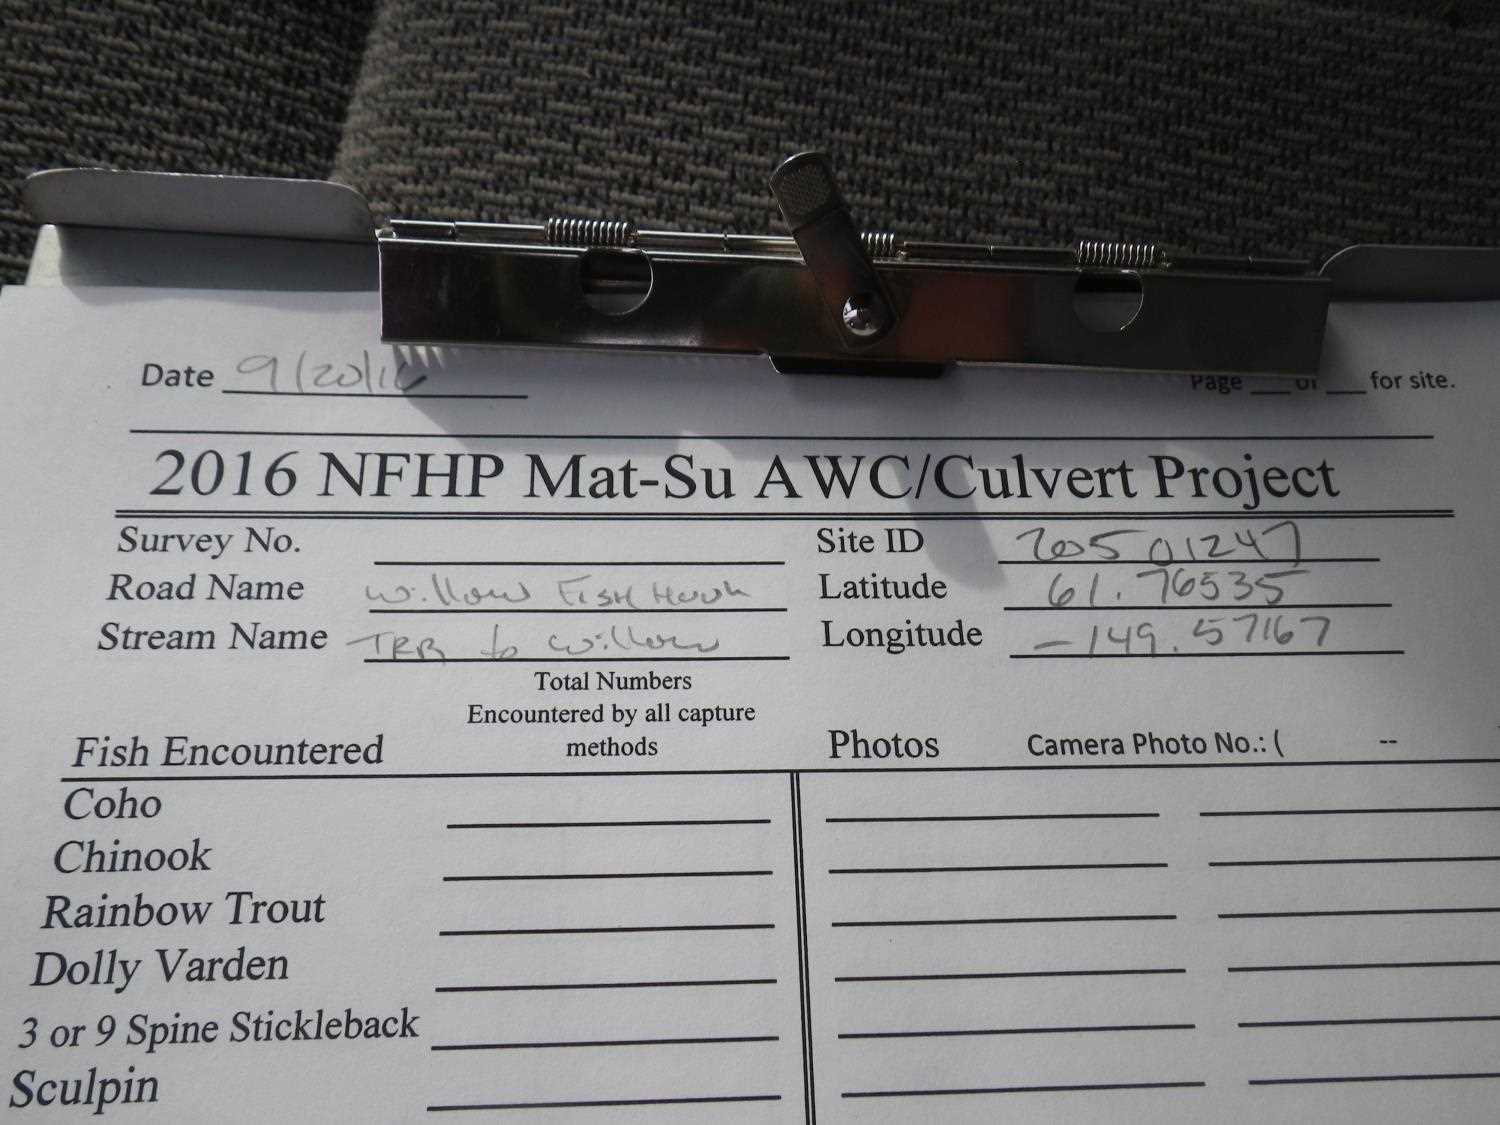 Date 9/20/16 Page ___ of ___ for site.
2016 NFHP Mat-Su AWC/Culvert Project
Survey No. Site ID 20501247
Road Name Willow Fish Hook Latitude 61.76535
Stream Name TRB to Willow Longitude -149.57167
Total Numbers
Encountered by all capture
methods
Fish Encountered Photos Camera Photo No.: ( --
Coho
Chinook
Rainbow Trout
Dolly Varden
3 or 9 Spine Stickleback
Sculpin